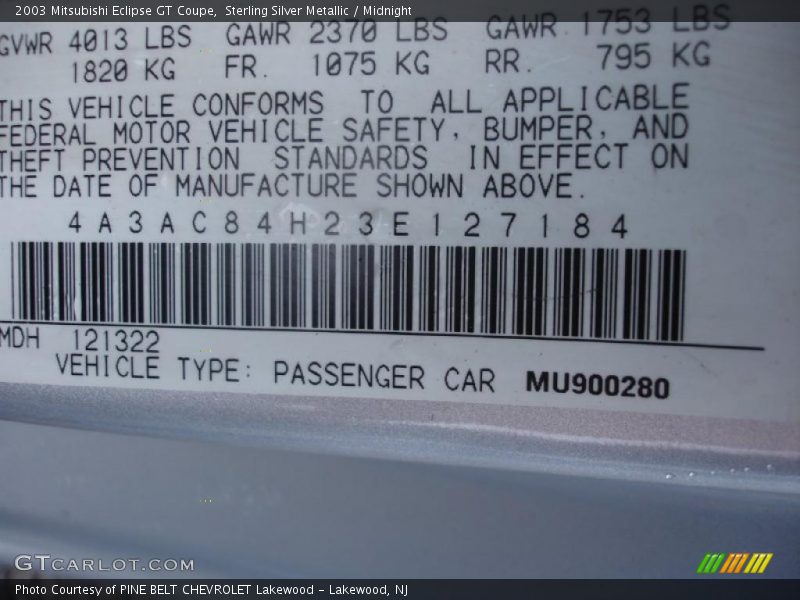 2003 Mitsubishi Eclipse GT Coupe, Sterling Silver Metallic / Midnight
GVWR 4013 LBS GAWR 2370 LBS GAWR 1753 LBS
1820 KG FR. 1075 KG RR. 795 KG
THIS VEHICLE CONFORMS TO ALL APPLICABLE
FEDERAL MOTOR VEHICLE SAFETY, BUMPER, AND
THEFT PREVENTION STANDARDS IN EFFECT ON
THE DATE OF MANUFACTURE SHOWN ABOVE.
4A3AC84H23E127184
MDH 121322
VEHICLE TYPE: PASSENGER CAR MU900280
GTCARLOT.COM
Photo Courtesy of PINE BELT CHEVROLET Lakewood - Lakewood, NJ